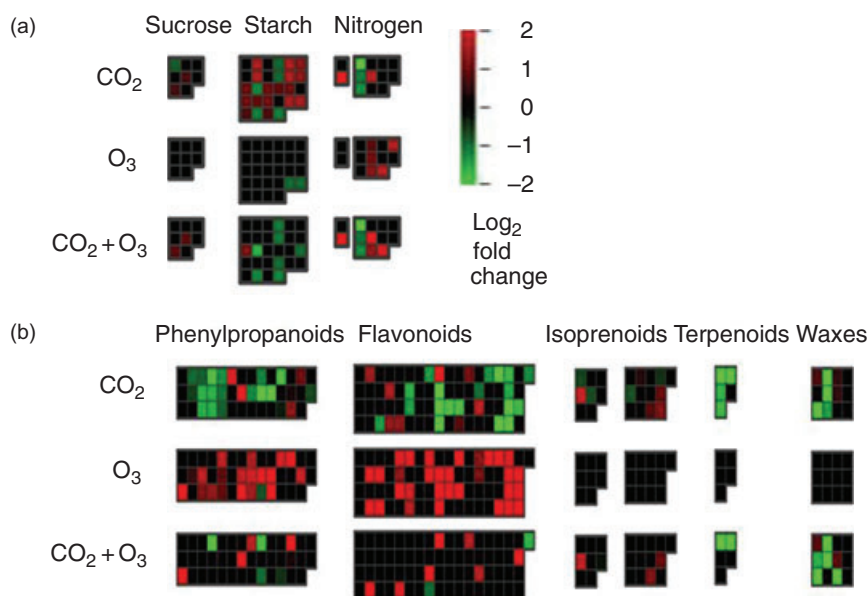 (a)
Sucrose Starch Nitrogen
CO₂
O₃
CO₂ + O₃
2
1
0
−1
−2
Log₂
fold
change
(b)
Phenylpropanoids Flavonoids Isoprenoids Terpenoids Waxes
CO₂
O₃
CO₂ + O₃